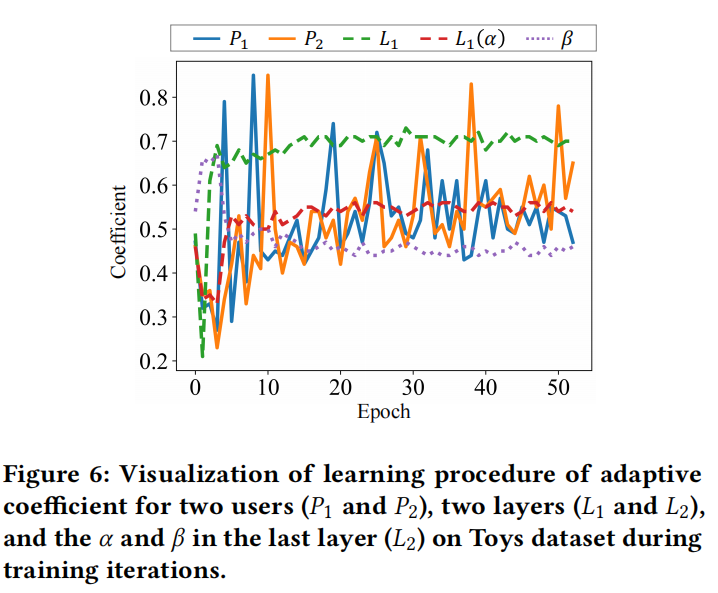 P₁ P₂ L₁ L₁(α) β
0.8
0.7
0.6
0.5
0.4
0.3
0.2
Coefficient
0 10 20 30 40 50
Epoch
Figure 6: Visualization of learning procedure of adaptive
coefficient for two users (P₁ and P₂), two layers (L₁ and L₂),
and the α and β in the last layer (L₂) on Toys dataset during
training iterations.